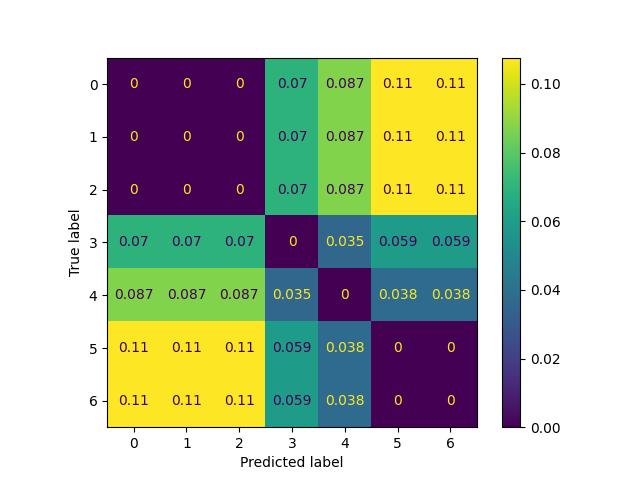 0 0 0 0 0.07 0.087 0.11 0.11 0.10
1 0 0 0 0.07 0.087 0.11 0.11 0.08
2 0 0 0 0.07 0.087 0.11 0.11
0.06
3 0.07 0.07 0.07 0 0.035 0.059 0.059
4 0.087 0.087 0.087 0.035 0 0.038 0.038 0.04
5 0.11 0.11 0.11 0.059 0.038 0 0 0.02
6 0.11 0.11 0.11 0.059 0.038 0 0
0.00
0 1 2 3 4 5 6
Predicted label
True label